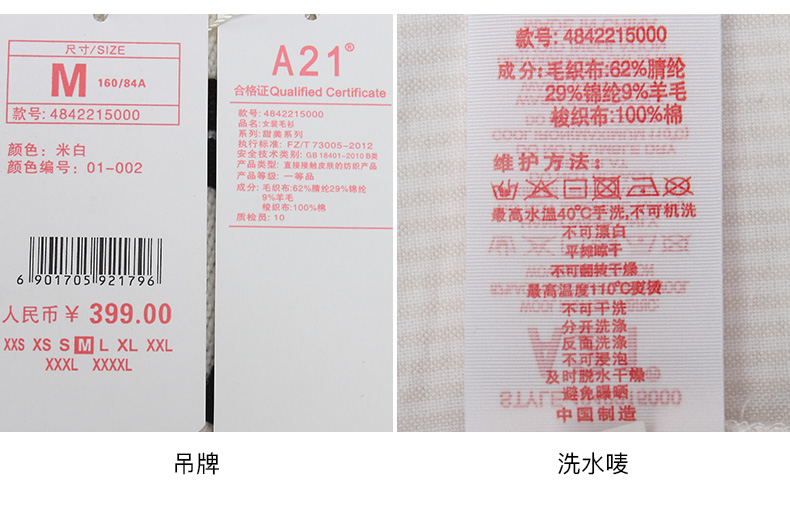 尺寸/SIZE
M 160/84A
款号: 4842215000
颜色: 米白
颜色编号: 01-002
6 901705 921796
人民币 ¥ 399.00
XXS XS S M L XL XXL
XXXL XXXXL
A21®
合格证Qualified Certificate
款号: 4842215000
品名: 女装毛衫
系列: 甜美系列
执行标准: FZ/T 73005-2012
安全技术类别: GB 18401-2010 B类
产品类型: 直接接触皮肤的纺织产品
产品等级: 一等品
成分: 毛织布:62%腈纶29%锦纶
9%羊毛
梭织布:100%棉
质检员: 10
款号: 4842215000
成分: 毛织布:62%腈纶
29%锦纶9%羊毛
梭织布:100%棉
维护方法:
最高水温40℃手洗,不可机洗
不可漂白
平摊晾干
不可翻转干燥
最高温度110℃熨烫
不可干洗
分开洗涤
反面洗涤
不可浸泡
及时脱水干燥
避免曝晒
中国制造
吊牌
洗水唛